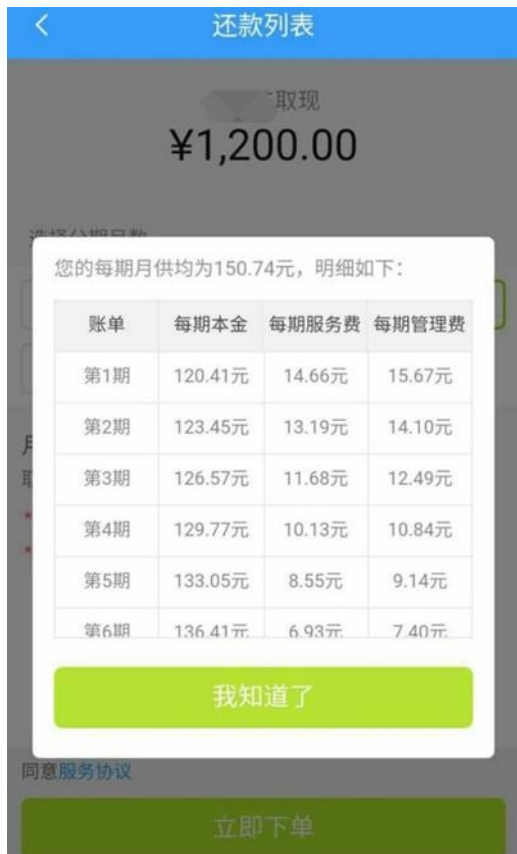 还款列表
取现
¥1,200.00
选择分期月数
您的每期月供均为150.74元，明细如下：
账单 每期本金 每期服务费 每期管理费
第1期 120.41元 14.66元 15.67元
第2期 123.45元 13.19元 14.10元
第3期 126.57元 11.68元 12.49元
第4期 129.77元 10.13元 10.84元
第5期 133.05元 8.55元 9.14元
第6期 136.41元 6.93元 7.40元
我知道了
同意服务协议
立即下单